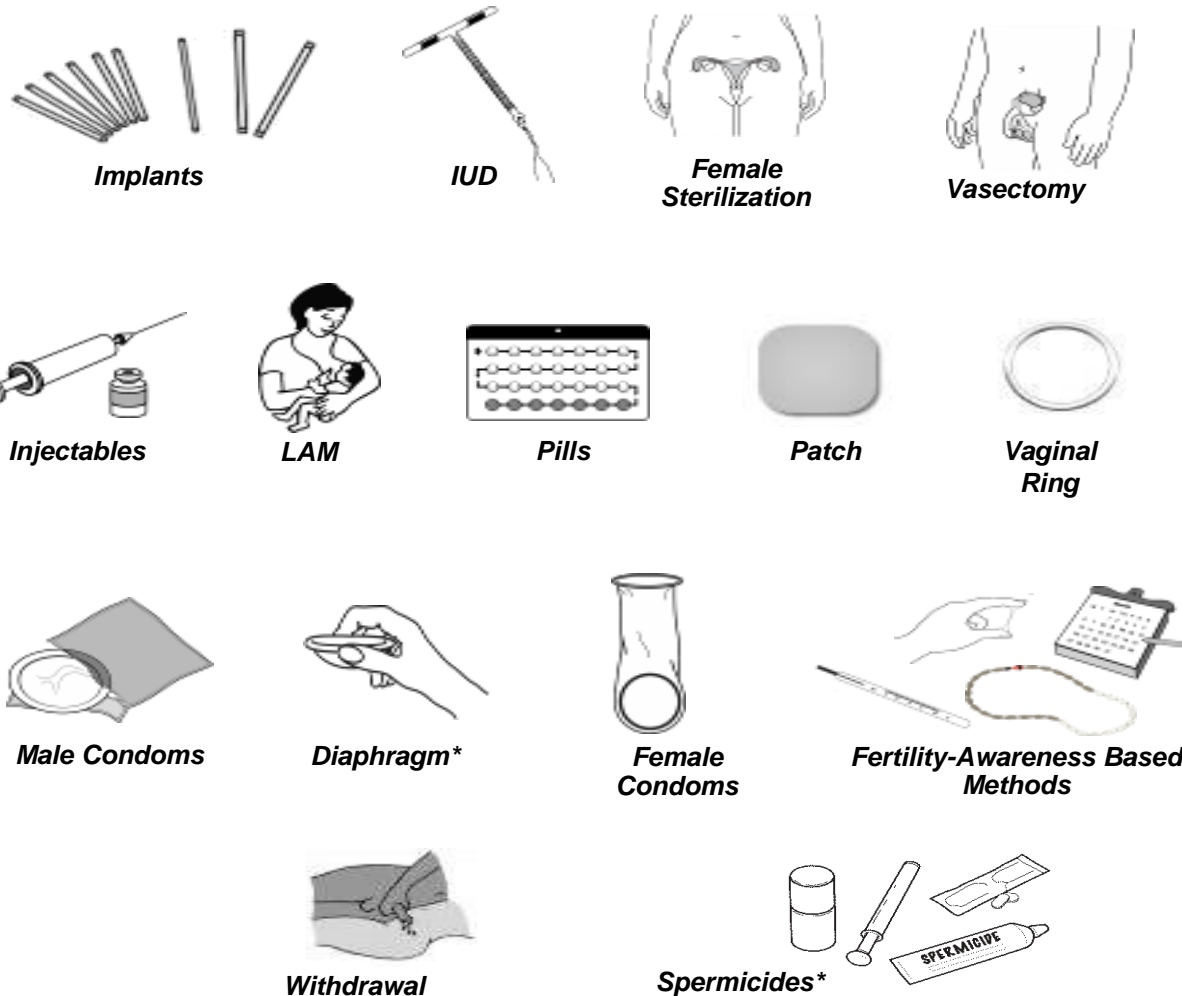 Implants
IUD
Female
Sterilization
Vasectomy
Injectables
LAM
Pills
Patch
Vaginal
Ring
Male Condoms
Diaphragm*
Female
Condoms
Fertility-Awareness Based
Methods
Withdrawal
SPERMICIDE
Spermicides*